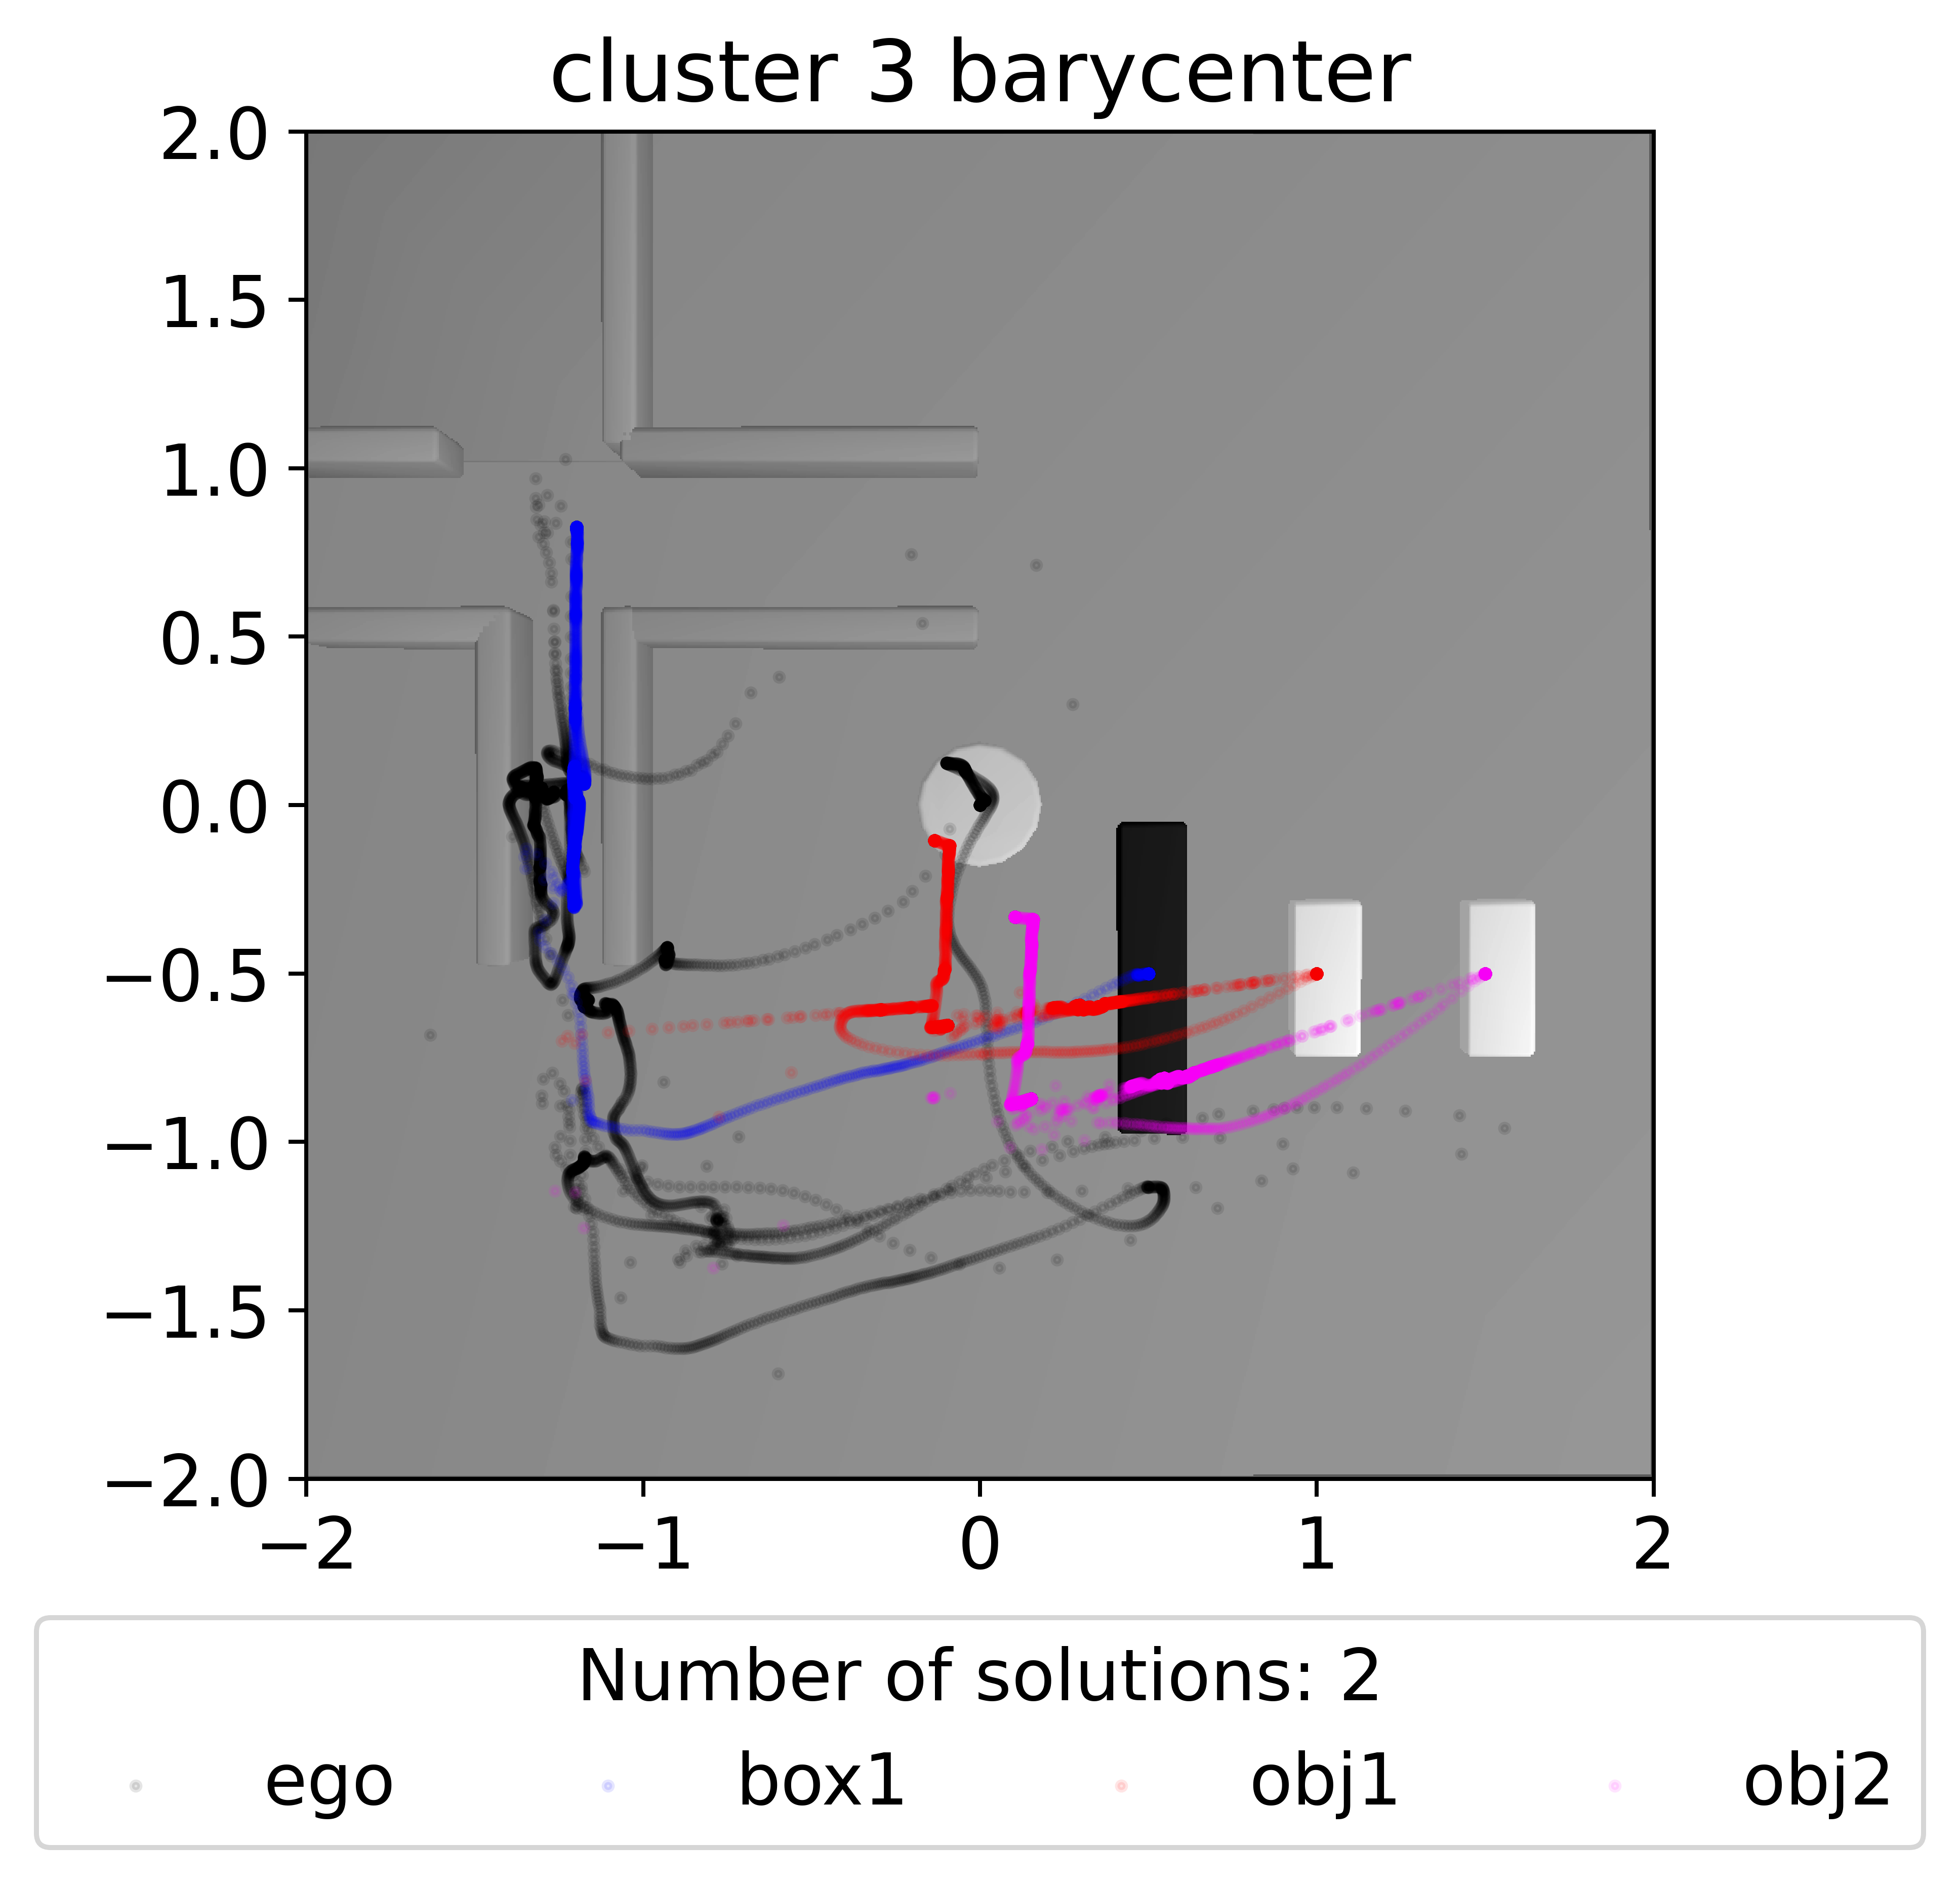 cluster 3 barycenter
2.0
1.5
1.0
0.5
0.0
−0.5
−1.0
−1.5
−2.0
−2 −1 0 1 2
Number of solutions: 2
ego box1 obj1 obj2